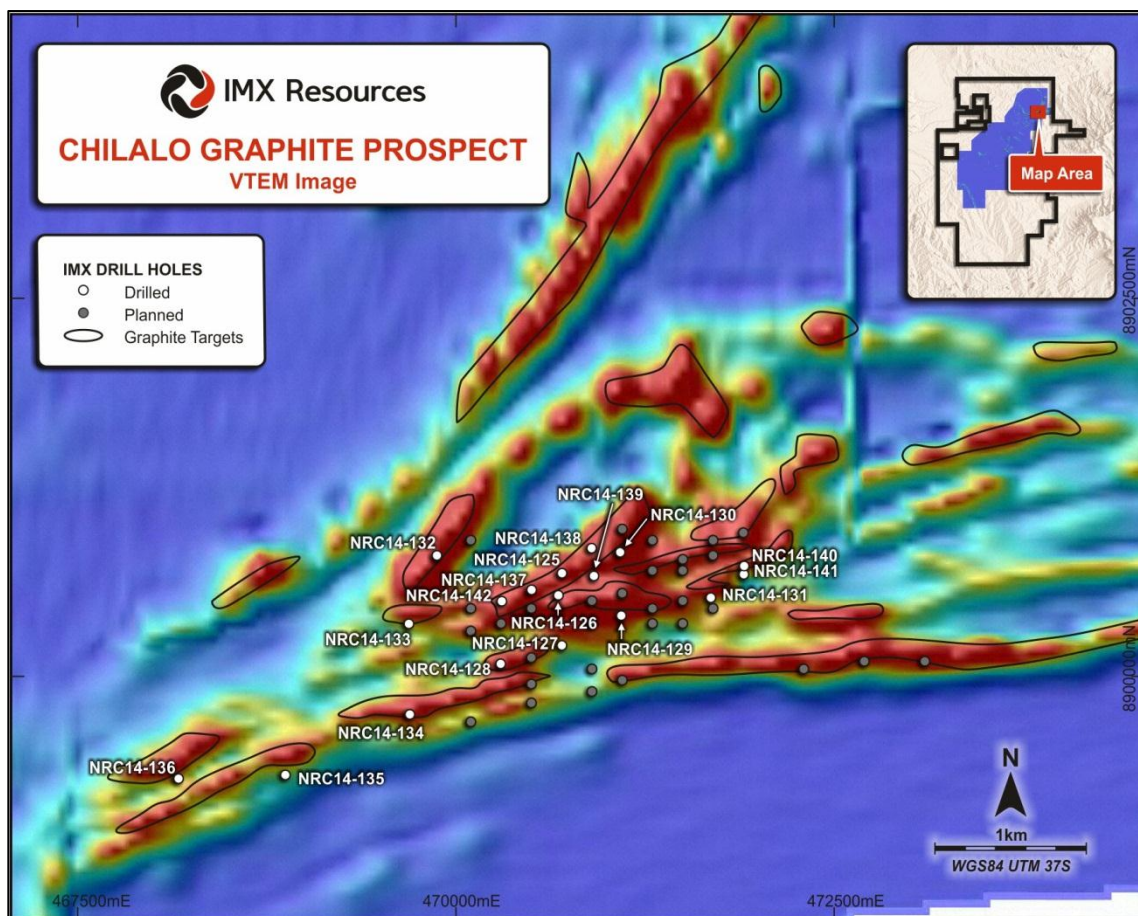 IMX Resources
CHILALO GRAPHITE PROSPECT
VTEM Image
Map Area
IMX DRILL HOLES
Drilled
Planned
Graphite Targets
8902500mN
NRC14-139
NRC14-130
NRC14-138
NRC14-132
NRC14-125
NRC14-140
NRC14-137
NRC14-141
NRC14-142
NRC14-131
NRC14-126
NRC14-133
NRC14-127
NRC14-129
NRC14-128
8900000mN
NRC14-134
NRC14-136
NRC14-135
N
1km
WGS84 UTM 37S
467500mE
470000mE
472500mE